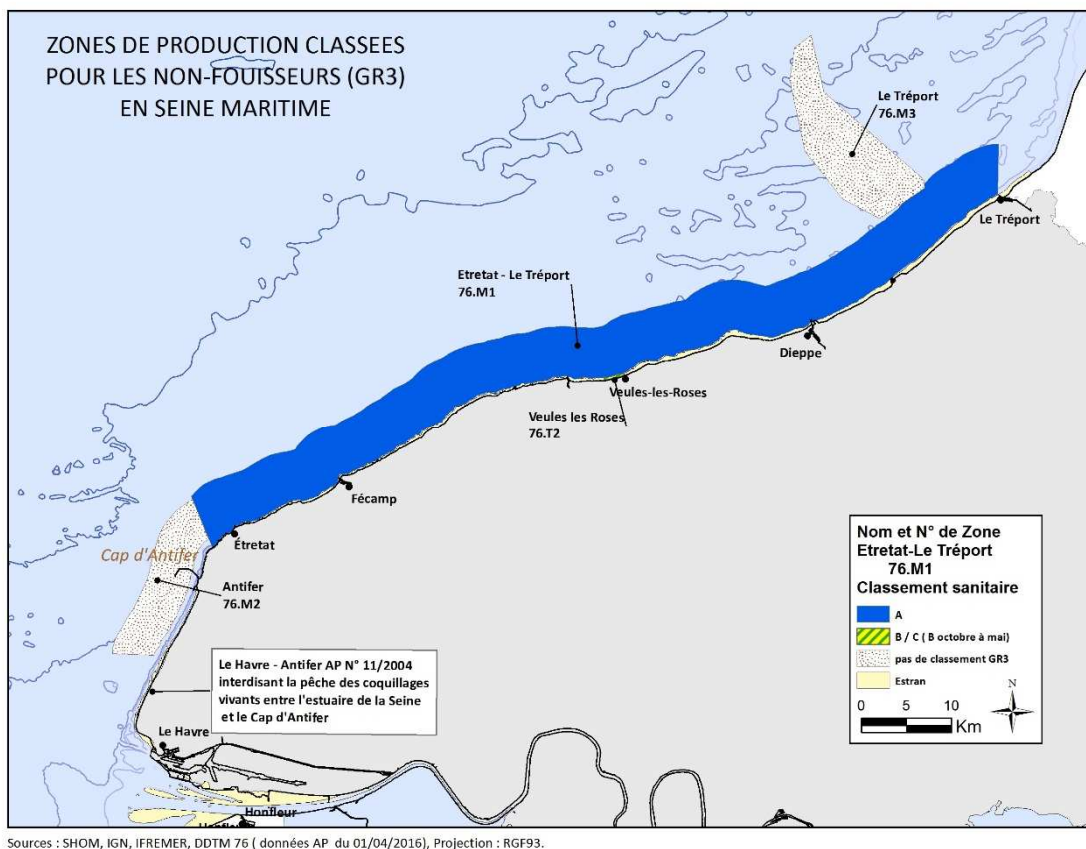 ZONES DE PRODUCTION CLASSEES
POUR LES NON-FOUISSEURS (GR3)
EN SEINE MARITIME
Le Tréport
76.M3
Le Tréport
Etretat - Le Tréport
76.M1
Dieppe
Veules-les-Roses
Veules les Roses
76.T2
Fécamp
Étretat
Cap d'Antifer
Antifer
76.M2
Le Havre - Antifer AP N° 11/2004
interdisant la pêche des coquillages
vivants entre l'estuaire de la Seine
et le Cap d'Antifer
Le Havre
Honfleur
Nom et N° de Zone
Etretat-Le Tréport
76.M1
Classement sanitaire
A
B / C ( B octobre à mai)
pas de classement GR3
Estran
N
0 5 10
Km
Sources : SHOM, IGN, IFREMER, DDTM 76 ( données AP du 01/04/2016), Projection : RGF93.